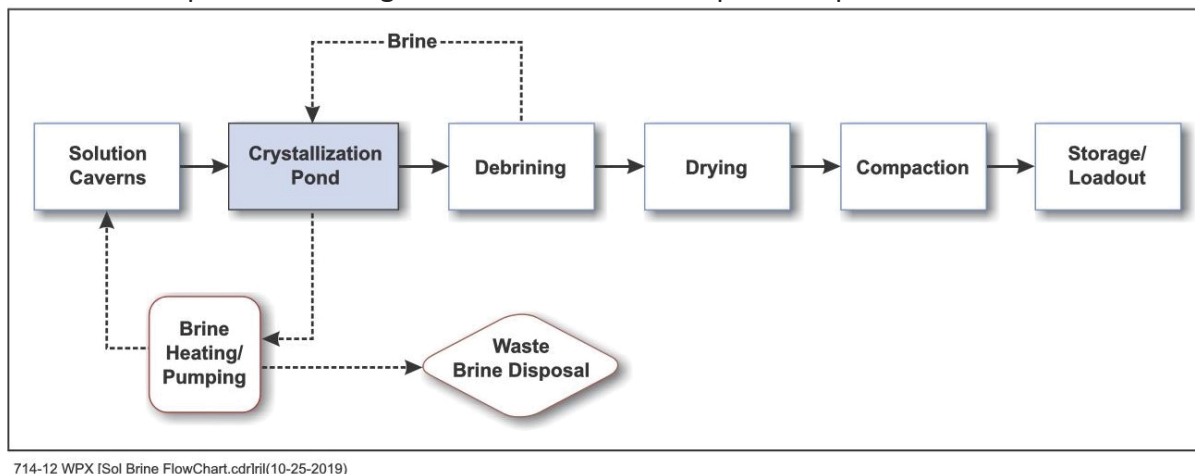 Brine
Solution
Caverns
Crystallization
Pond
Debrining
Drying
Compaction
Storage/
Loadout
Brine
Heating/
Pumping
Waste
Brine Disposal
714-12 WPX [Sol Brine FlowChart.cdr]ril(10-25-2019)